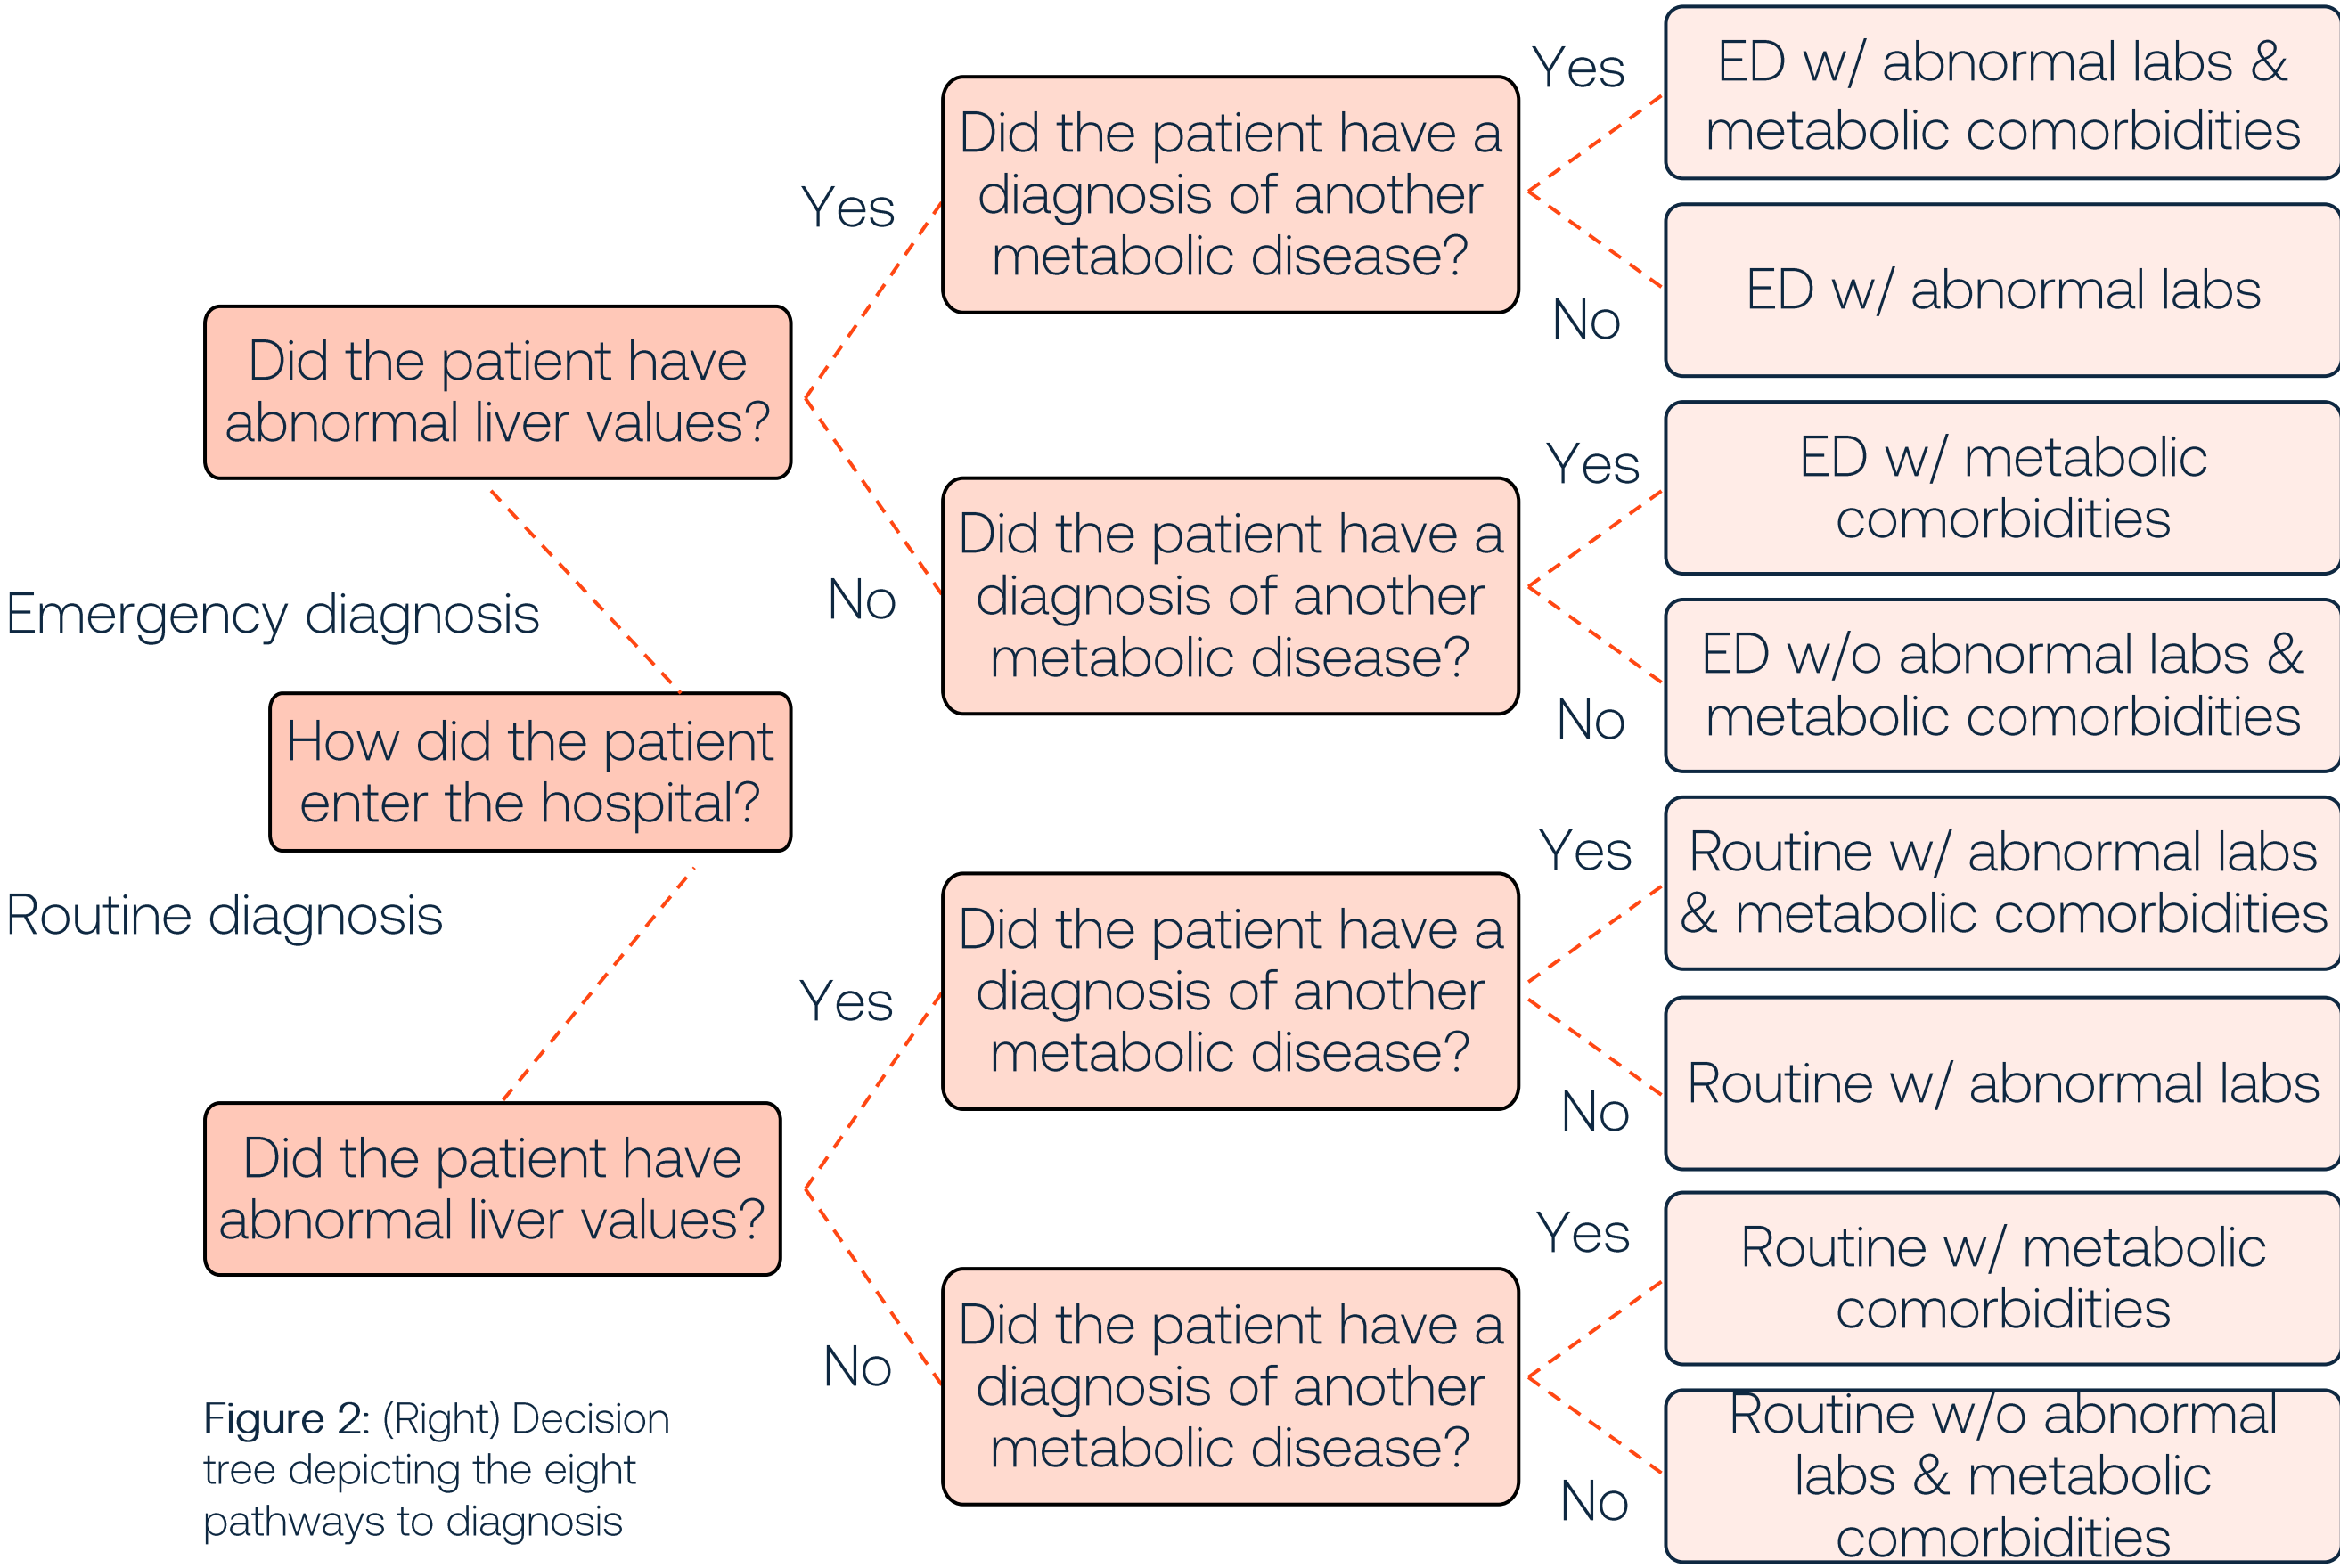 Yes
ED w/ abnormal labs &
metabolic comorbidities
Did the patient have a
diagnosis of another
metabolic disease?
Yes
No
ED w/ abnormal labs
Did the patient have
abnormal liver values?
Yes
ED w/ metabolic
comorbidities
No
Did the patient have a
diagnosis of another
metabolic disease?
Emergency diagnosis
No
ED w/o abnormal labs &
metabolic comorbidities
How did the patient
enter the hospital?
Yes
Routine w/ abnormal labs
& metabolic comorbidities
Routine diagnosis
Yes
Did the patient have a
diagnosis of another
metabolic disease?
No
Routine w/ abnormal labs
Did the patient have
abnormal liver values?
Yes
Routine w/ metabolic
comorbidities
No
Did the patient have a
diagnosis of another
metabolic disease?
No
Routine w/o abnormal
labs & metabolic
comorbidities
Figure 2: (Right) Decision
tree depicting the eight
pathways to diagnosis